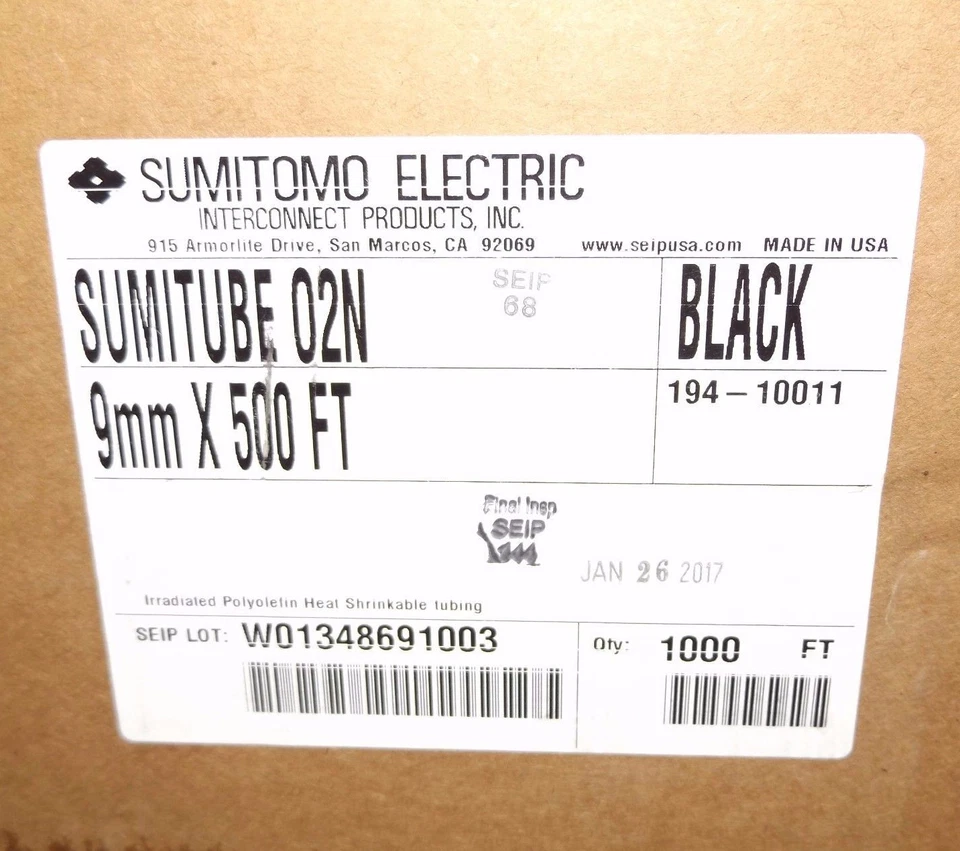 SUMITOMO ELECTRIC
INTERCONNECT PRODUCTS, INC.
915 Armorlite Drive, San Marcos, CA 92069 www.seipusa.com MADE IN USA
SUMITUBE 02N
SEIP
68
BLACK
9mm X 500 FT
194-10011
Final Insp
SEIP
JAN 26 2017
Irradiated Polyolefin Heat Shrinkable tubing
SEIP LOT: W01348691003
Qty: 1000 FT